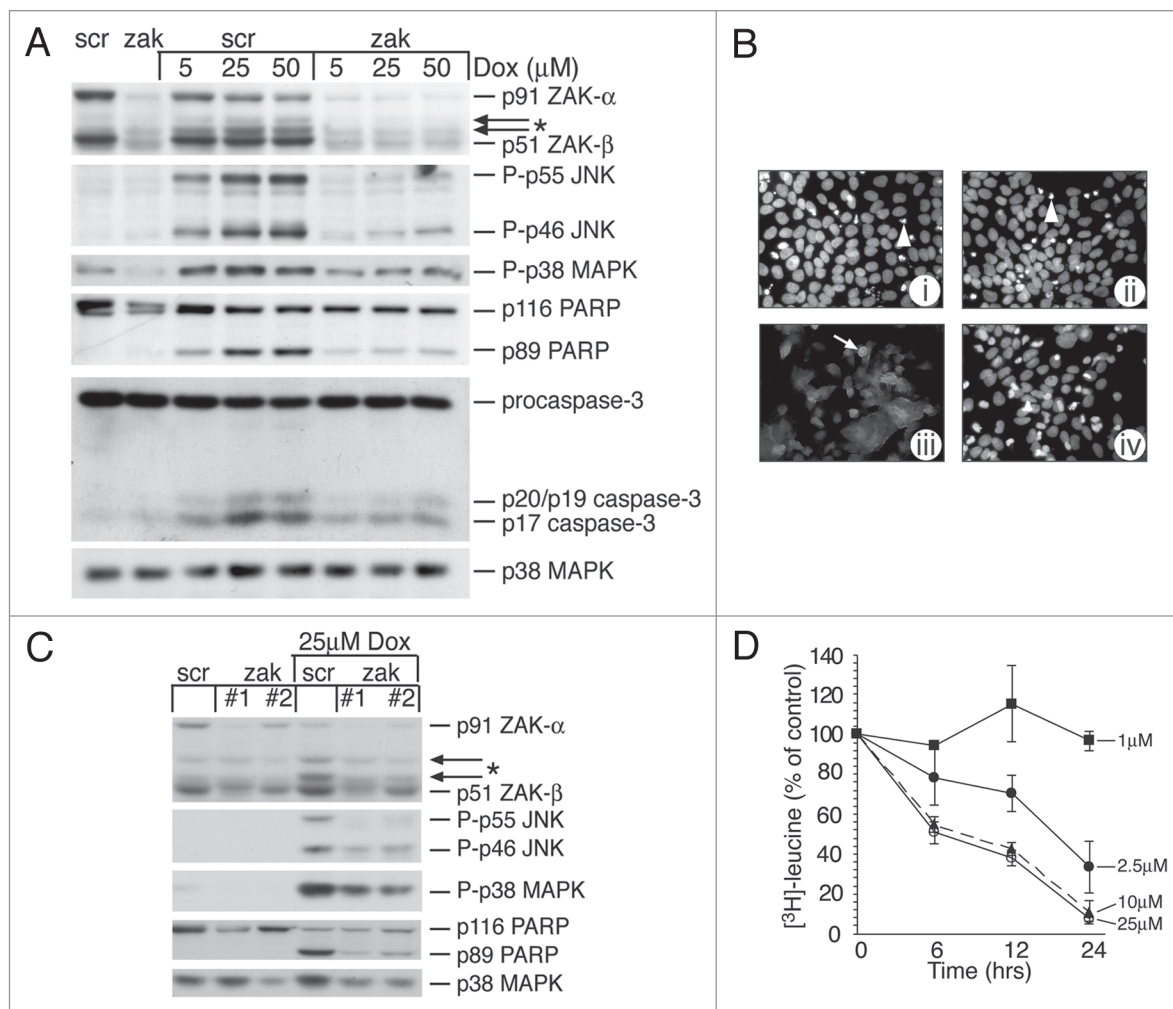 A
scr zak scr zak
5 25 50 5 25 50 Dox (μM)
p91 ZAK-α
*
p51 ZAK-β
P-p55 JNK
P-p46 JNK
P-p38 MAPK
p116 PARP
p89 PARP
procaspase-3
p20/p19 caspase-3
p17 caspase-3
p38 MAPK
B
i
ii
iii
iv
C
25μM Dox
scr zak scr zak
#1 #2 #1 #2
p91 ZAK-α
*
p51 ZAK-β
P-p55 JNK
P-p46 JNK
P-p38 MAPK
p116 PARP
p89 PARP
p38 MAPK
D
[³H]-leucine (% of control)
140
120
100
80
60
40
20
0
1μM
2.5μM
10μM
25μM
0 6 12 24
Time (hrs)